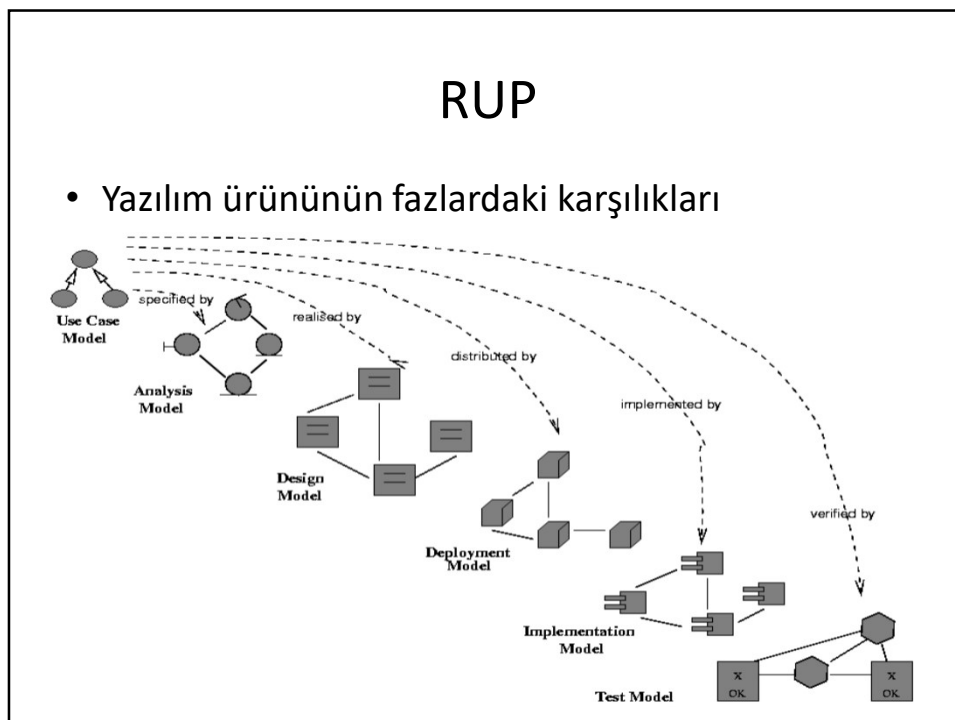 RUP
• Yazılım ürününün fazlardaki karşılıkları
specified by
Use Case
Model
realised by
distributed by
Analysis
Model
implemented by
Design
Model
verified by
Deployment
Model
Implementation
Model
Test Model
X
OK
X
OK